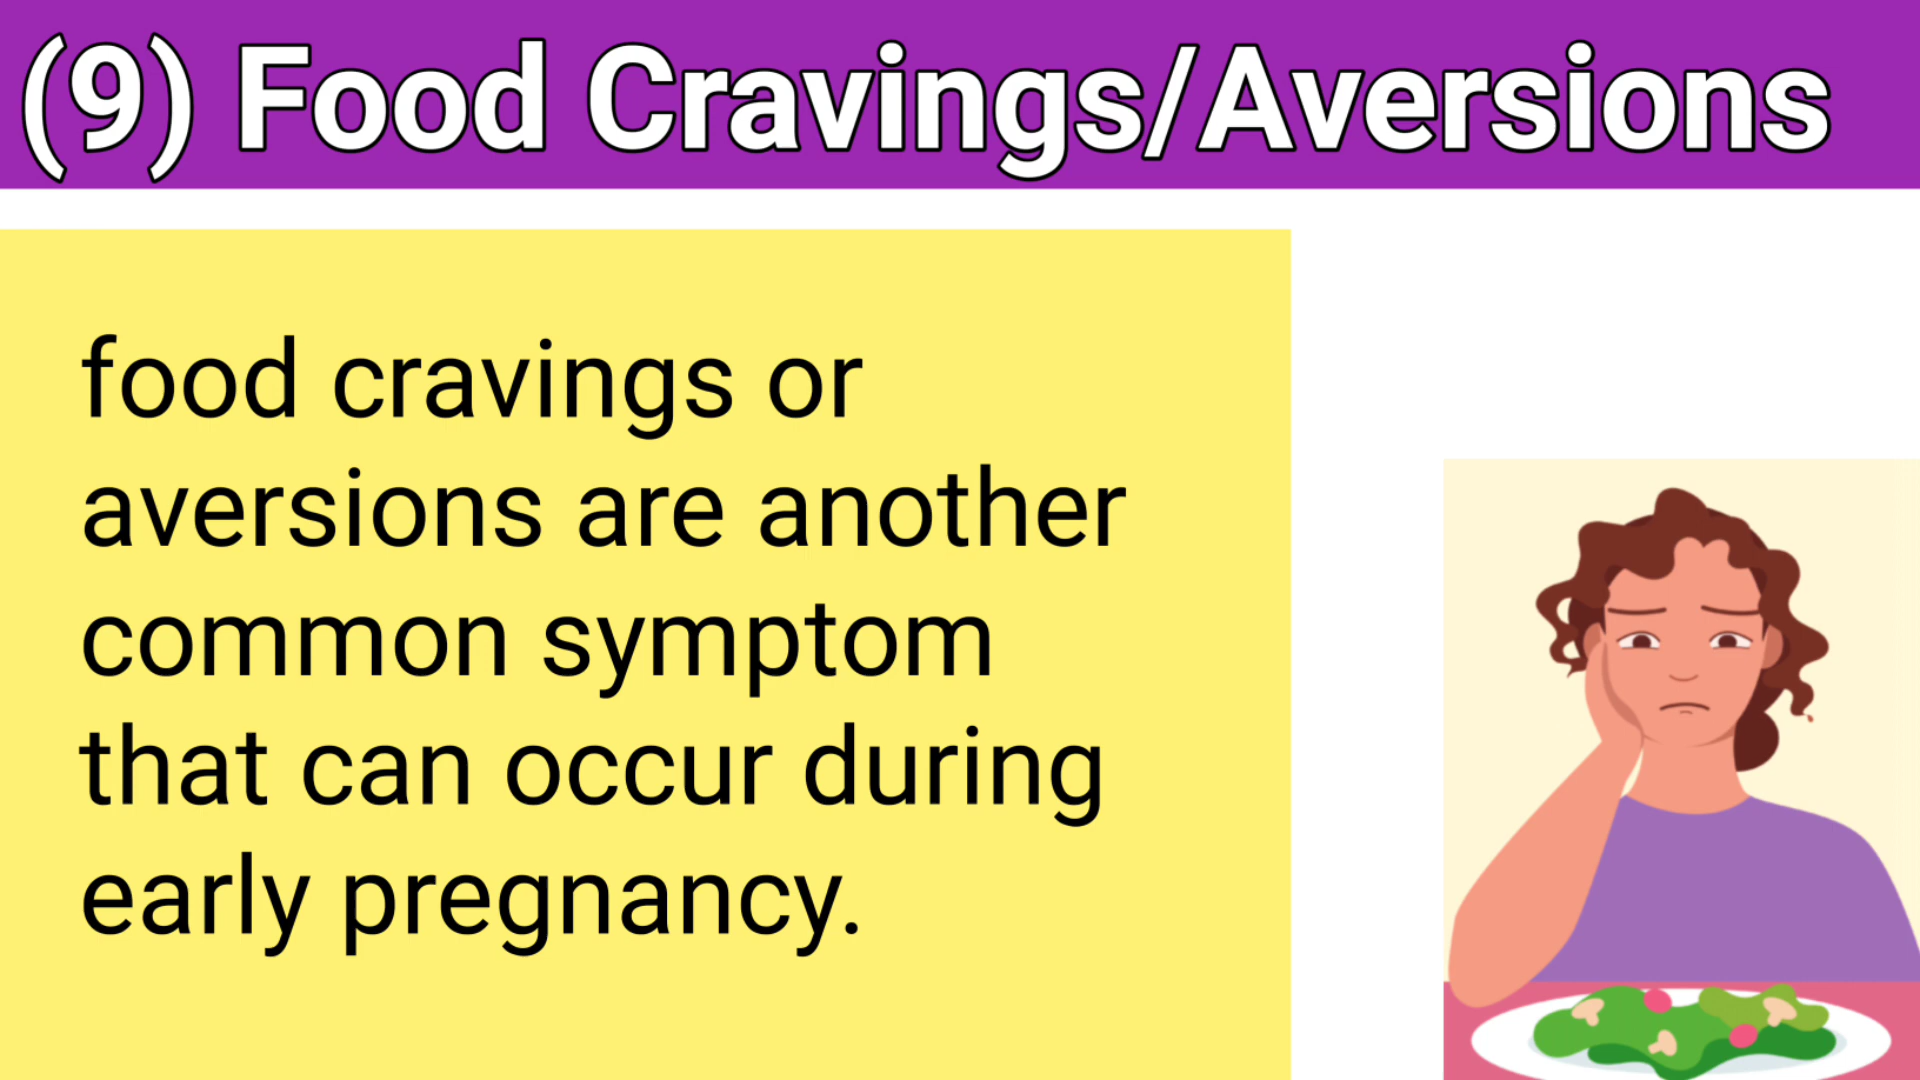 (9) Food Cravings/Aversions
food cravings or
aversions are another
common symptom
that can occur during
early pregnancy.